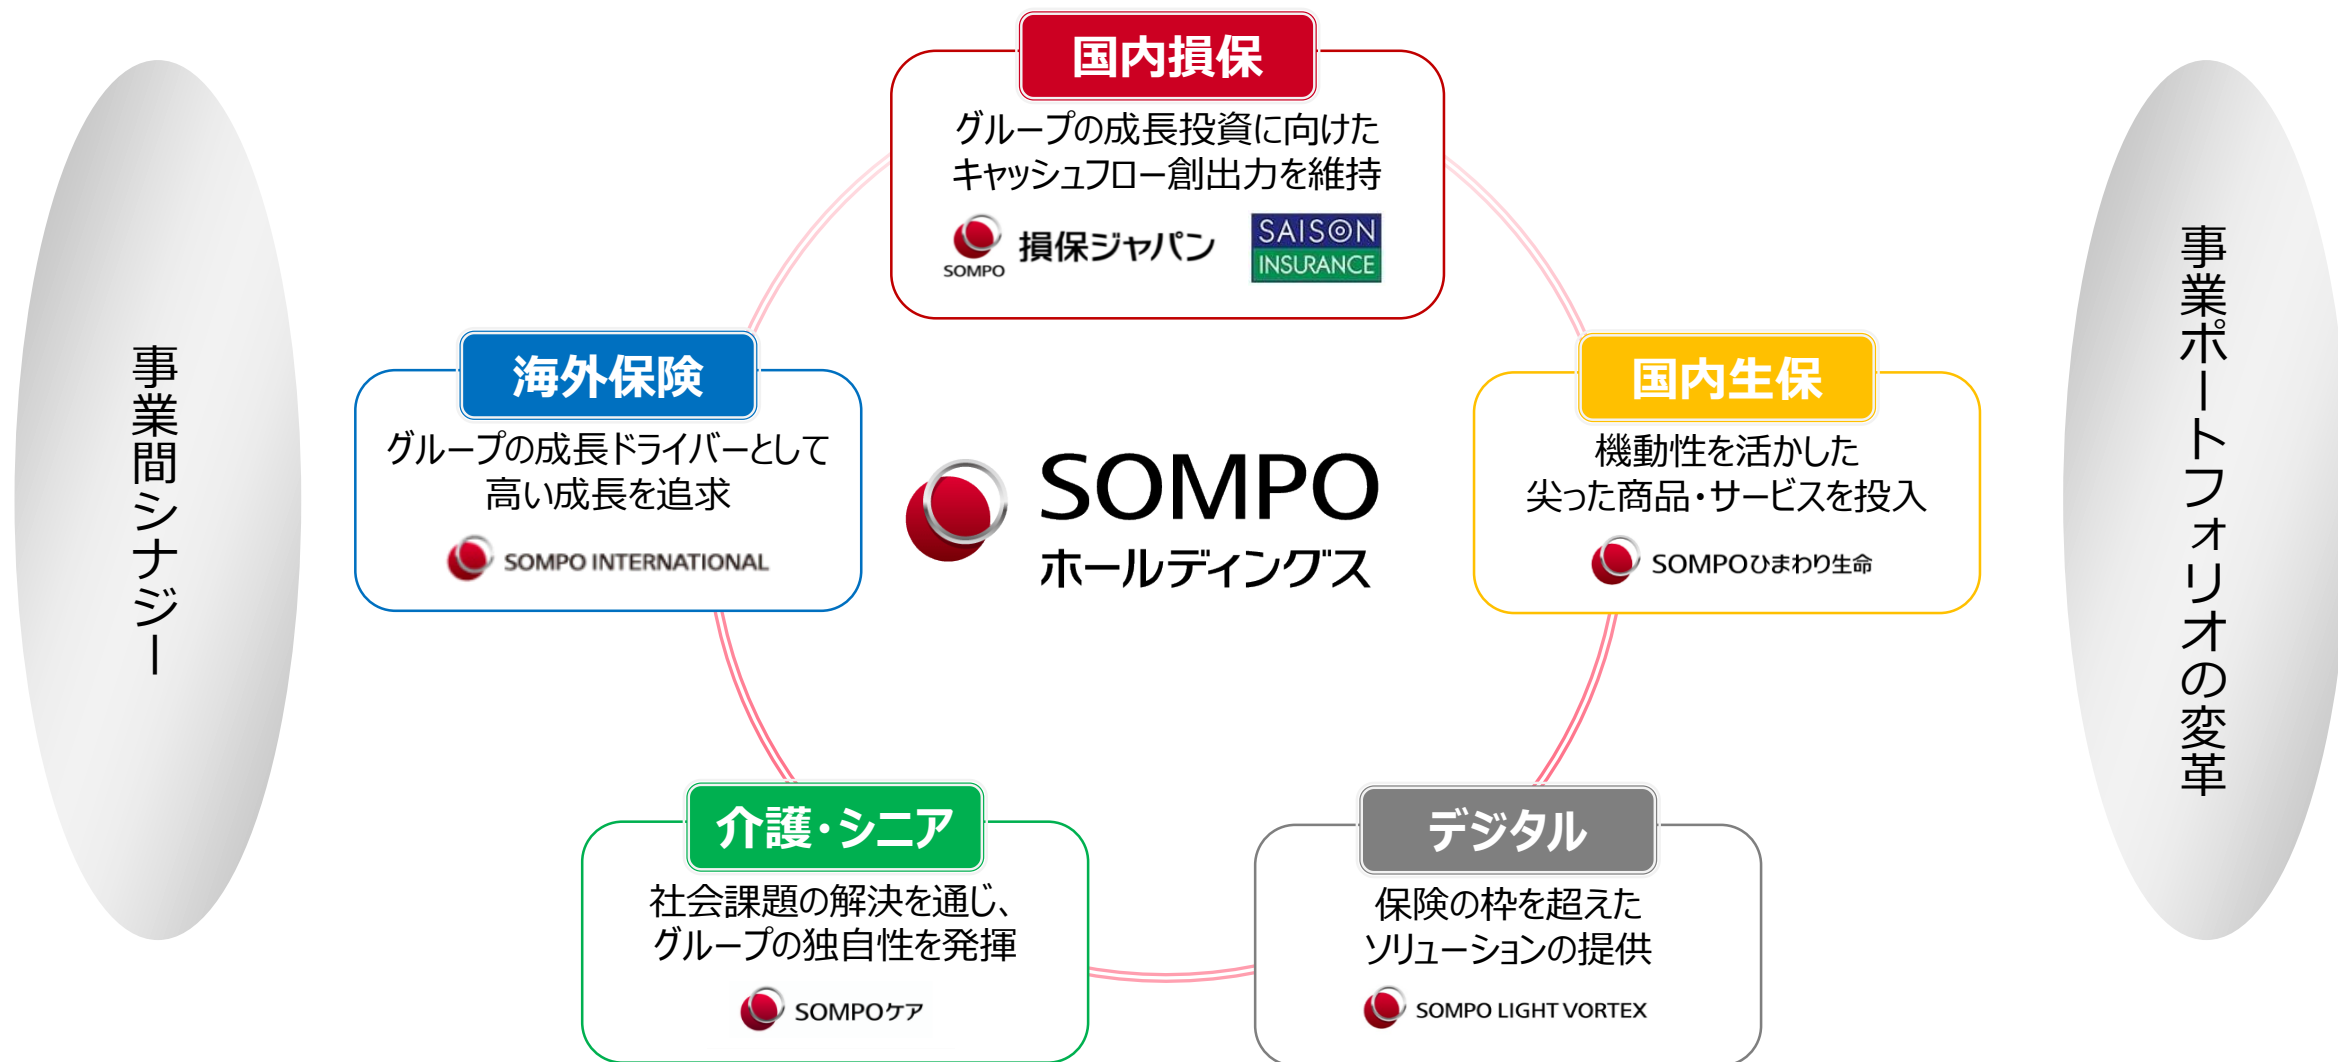 国内損保
グループの成長投資に向けた
キャッシュフロー創出力を維持
SOMPO
損保ジャパン
SAISON
INSURANCE
海外保険
グループの成長ドライバーとして
高い成長を追求
SOMPO INTERNATIONAL
SOMPO
ホールディングス
国内生保
機動性を活かした
尖った商品・サービスを投入
SOMPOひまわり生命
介護・シニア
社会課題の解決を通じ、
グループの独自性を発揮
SOMPOケア
デジタル
保険の枠を超えた
ソリューションの提供
SOMPO LIGHT VORTEX
事業間シナジー
事業ポートフォリオの変革